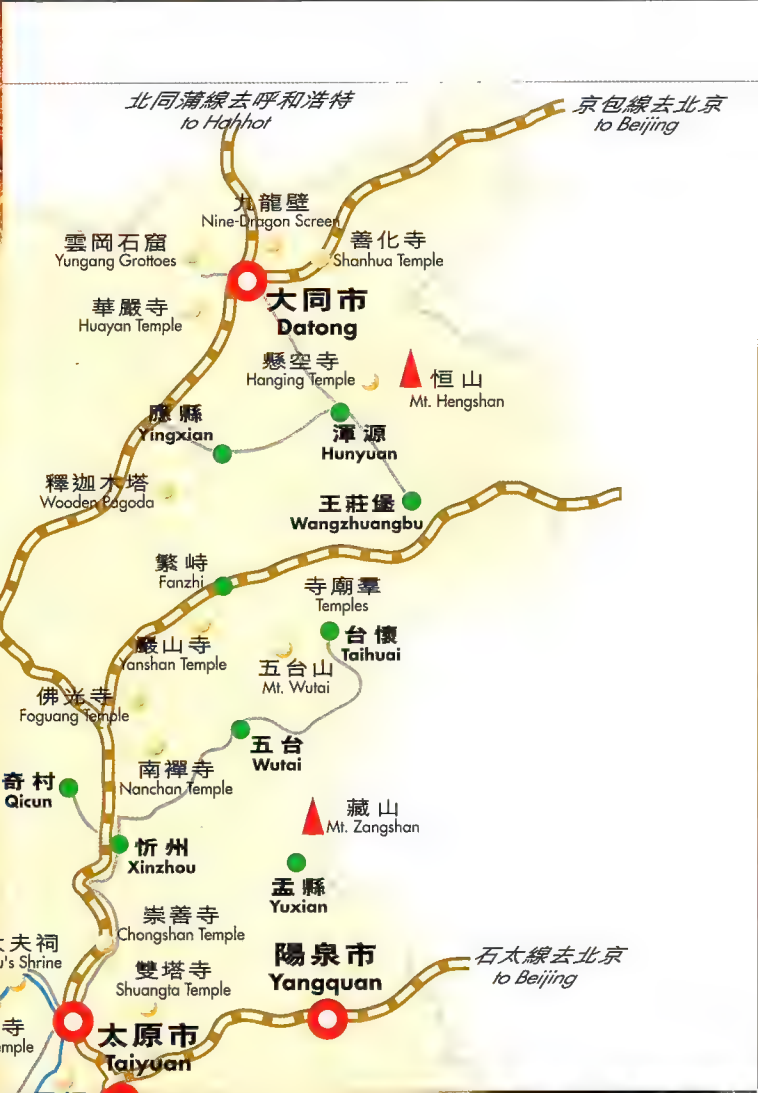 北同蒲線去呼和浩特
to Hahhot
京包線去北京
to Beijing
九龍壁
Nine-Dragon Screen
雲岡石窟
Yungang Grottoes
善化寺
Shanhua Temple
大同市
Datong
華嚴寺
Huayan Temple
懸空寺
Hanging Temple
恒山
Mt. Hengshan
應縣
Yingxian
渾源
Hunyuan
釋迦木塔
Wooden Pagoda
王莊堡
Wangzhuangbu
繁峙
Fanzhi
寺廟羣
Temples
台懷
Taihuai
巖山寺
Yanshan Temple
五台山
Mt. Wutai
佛光寺
Foguang Temple
五台
Wutai
南禪寺
Nanchan Temple
奇村
Qicun
藏山
Mt. Zangshan
忻州
Xinzhou
盂縣
Yuxian
崇善寺
Chongshan Temple
夫祠
u's Shrine
陽泉市
Yangquan
石太線去北京
to Beijing
雙塔寺
Shuangta Temple
寺
emple
太原市
Taiyuan